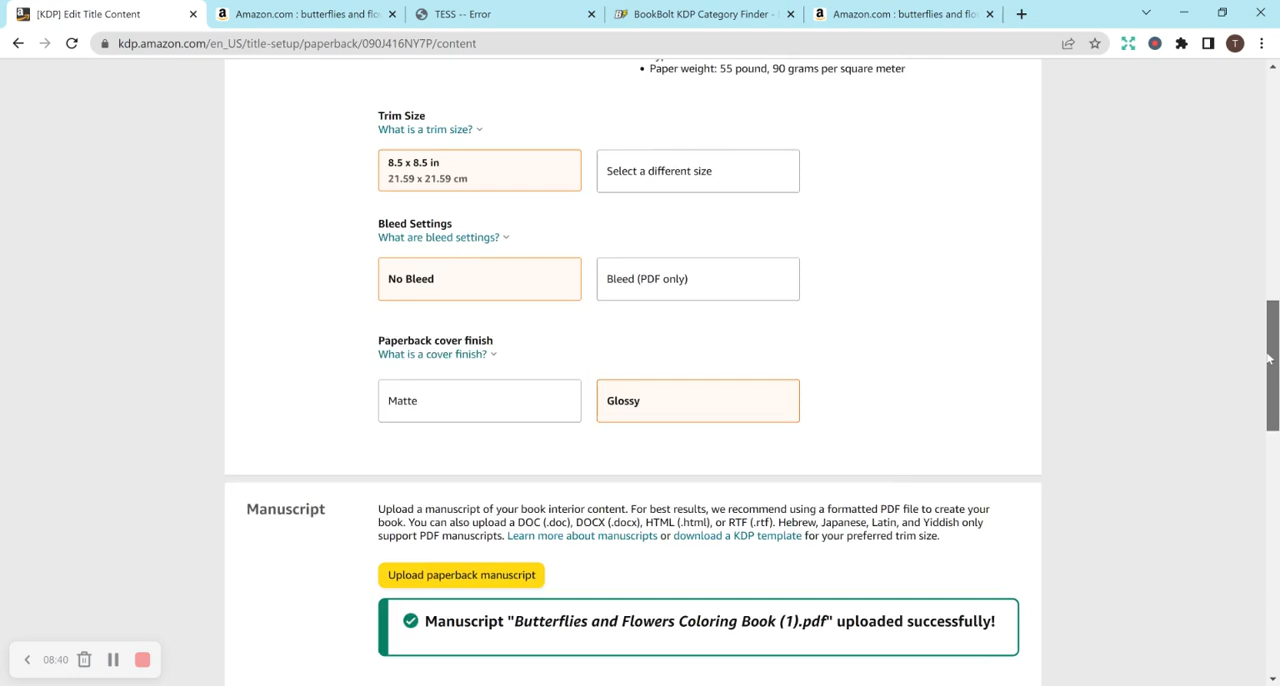 [KDP] Edit Title Content
Amazon.com : butterflies and flo
TESS -- Error
BookBolt KDP Category Finder -
Amazon.com : butterflies and flo
kdp.amazon.com/en_US/title-setup/paperback/090J416NY7P/content
T
• Paper weight: 55 pound, 90 grams per square meter
Trim Size
What is a trim size?
8.5 x 8.5 in
21.59 x 21.59 cm
Select a different size
Bleed Settings
What are bleed settings?
No Bleed
Bleed (PDF only)
Paperback cover finish
What is a cover finish?
Matte
Glossy
Manuscript
Upload a manuscript of your book interior content. For best results, we recommend using a formatted PDF file to create your
book. You can also upload a DOC (.doc), DOCX (.docx), HTML (.html), or RTF (.rtf). Hebrew, Japanese, Latin, and Yiddish only
support PDF manuscripts. Learn more about manuscripts or download a KDP template for your preferred trim size.
Upload paperback manuscript
Manuscript "Butterflies and Flowers Coloring Book (1).pdf" uploaded successfully!
08:40